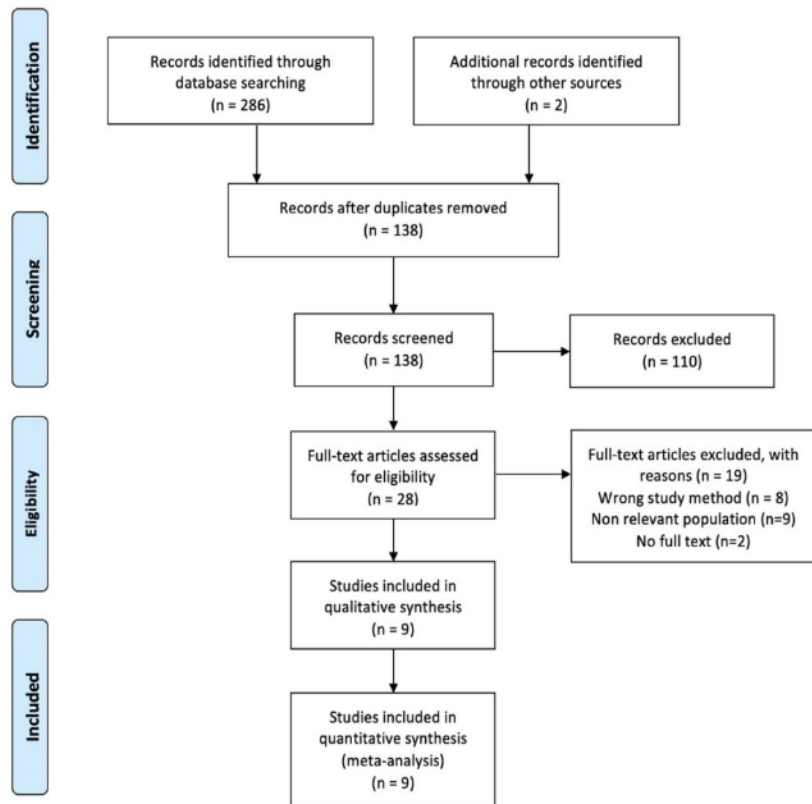 Identification
Records identified through
database searching
(n = 286)
Additional records identified
through other sources
(n = 2)
Screening
Records after duplicates removed
(n = 138)
Records screened
(n = 138)
Records excluded
(n = 110)
Eligibility
Full-text articles assessed
for eligibility
(n = 28)
Full-text articles excluded, with
reasons (n = 19)
Wrong study method (n = 8)
Non relevant population (n=9)
No full text (n=2)
Studies included in
qualitative synthesis
(n = 9)
Included
Studies included in
quantitative synthesis
(meta-analysis)
(n = 9)